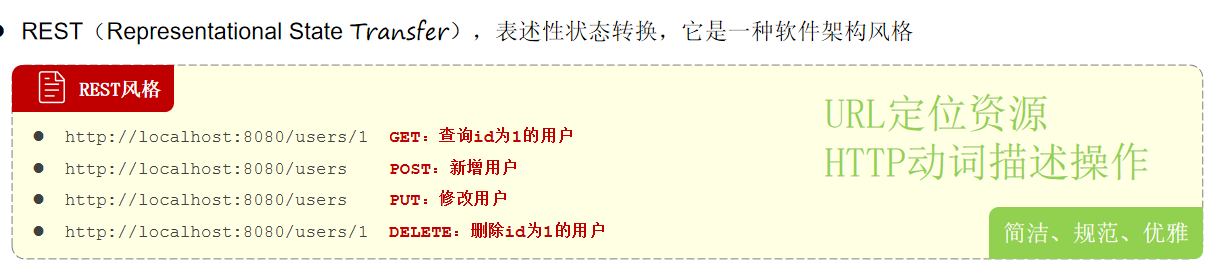 REST（Representational State Transfer），表述性状态转换，它是一种软件架构风格
REST风格
http://localhost:8080/users/1 GET：查询id为1的用户
http://localhost:8080/users POST：新增用户
http://localhost:8080/users PUT：修改用户
http://localhost:8080/users/1 DELETE：删除id为1的用户
URL定位资源
HTTP动词描述操作
简洁、规范、优雅